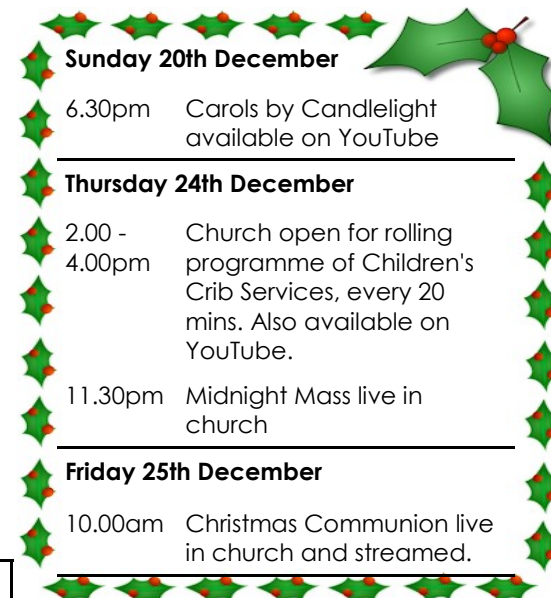 Sunday 20th December
6.30pm Carols by Candlelight
available on YouTube
Thursday 24th December
2.00 - Church open for rolling
4.00pm programme of Children's
Crib Services, every 20
mins. Also available on
YouTube.
11.30pm Midnight Mass live in
church
Friday 25th December
10.00am Christmas Communion live
in church and streamed.